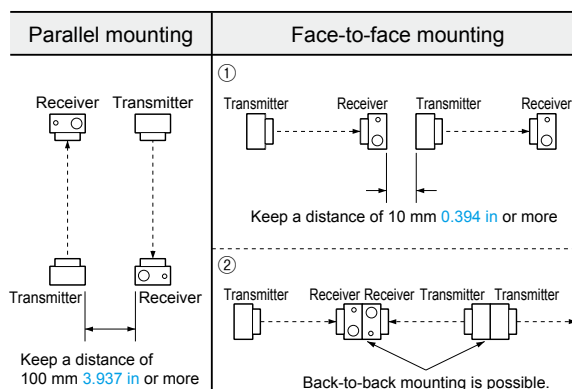 Parallel mounting
Face-to-face mounting
Receiver Transmitter
Transmitter Receiver
Keep a distance of
100 mm 3.937 in or more
①
Transmitter Receiver Transmitter Receiver
Keep a distance of 10 mm 0.394 in or more
②
Transmitter Receiver Receiver Transmitter Transmitter
Back-to-back mounting is possible.